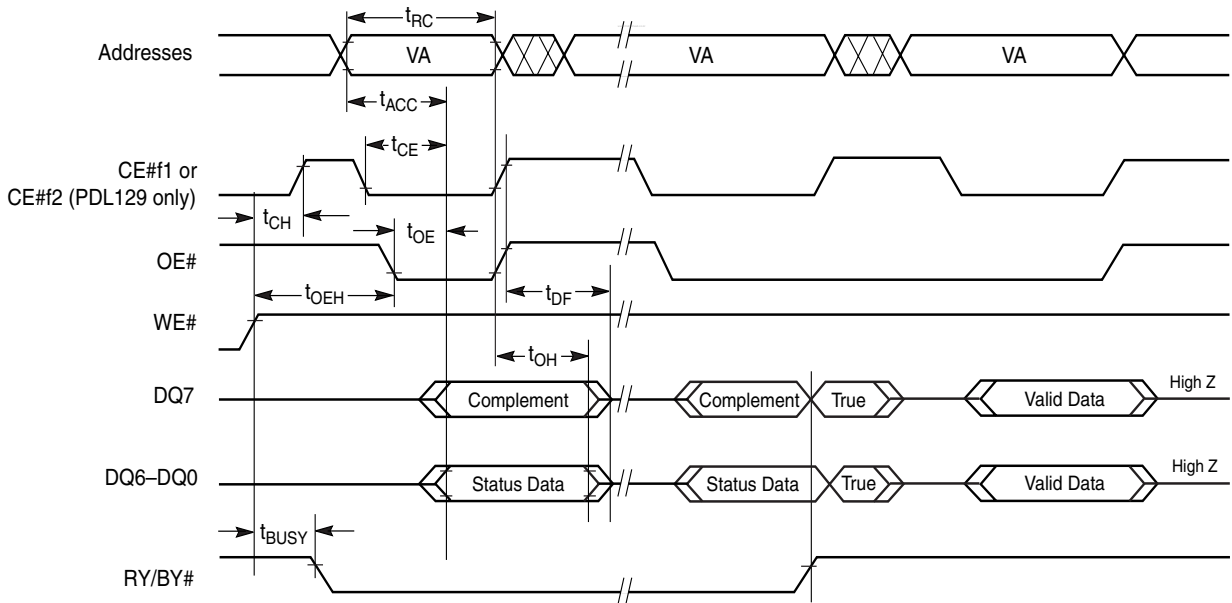 tRC
Addresses VA VA VA
tACC
tCE
CE#f1 or
CE#f2 (PDL129 only)
tCH
tOE
OE#
tOEH
tDF
WE#
tOH
DQ7 Complement Complement True Valid Data High Z
DQ6–DQ0 Status Data Status Data True Valid Data High Z
tBUSY
RY/BY#